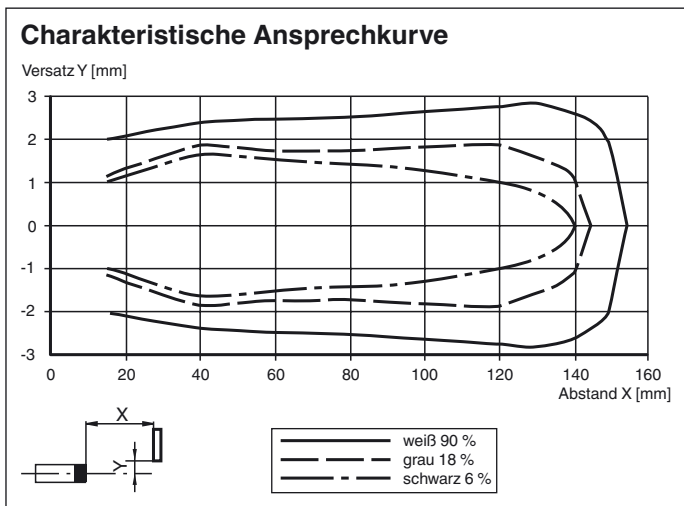 Charakteristische Ansprechkurve
Versatz Y [mm]
3
2
1
0
-1
-2
-3
0 20 40 60 80 100 120 140 160
Abstand X [mm]
X
Y
weiß 90 %
grau 18 %
schwarz 6 %